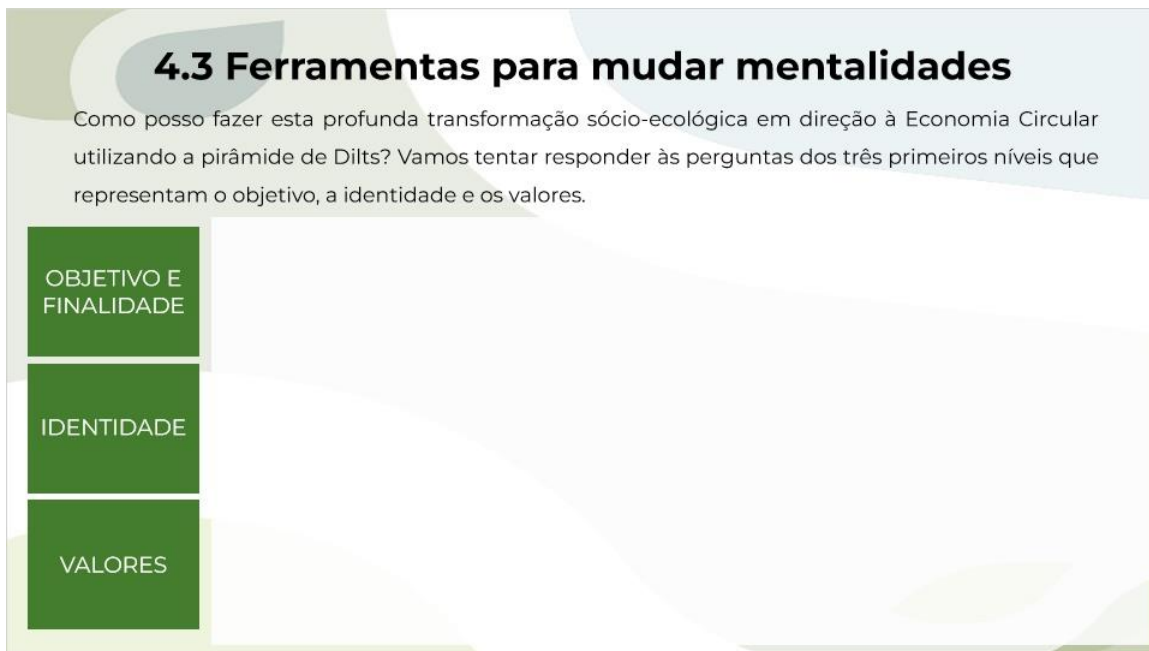 4.3 Ferramentas para mudar mentalidades
Como posso fazer esta profunda transformação sócio-ecológica em direção à Economia Circular
utilizando a pirâmide de Dilts? Vamos tentar responder às perguntas dos três primeiros níveis que
representam o objetivo, a identidade e os valores.
OBJETIVO E
FINALIDADE
IDENTIDADE
VALORES